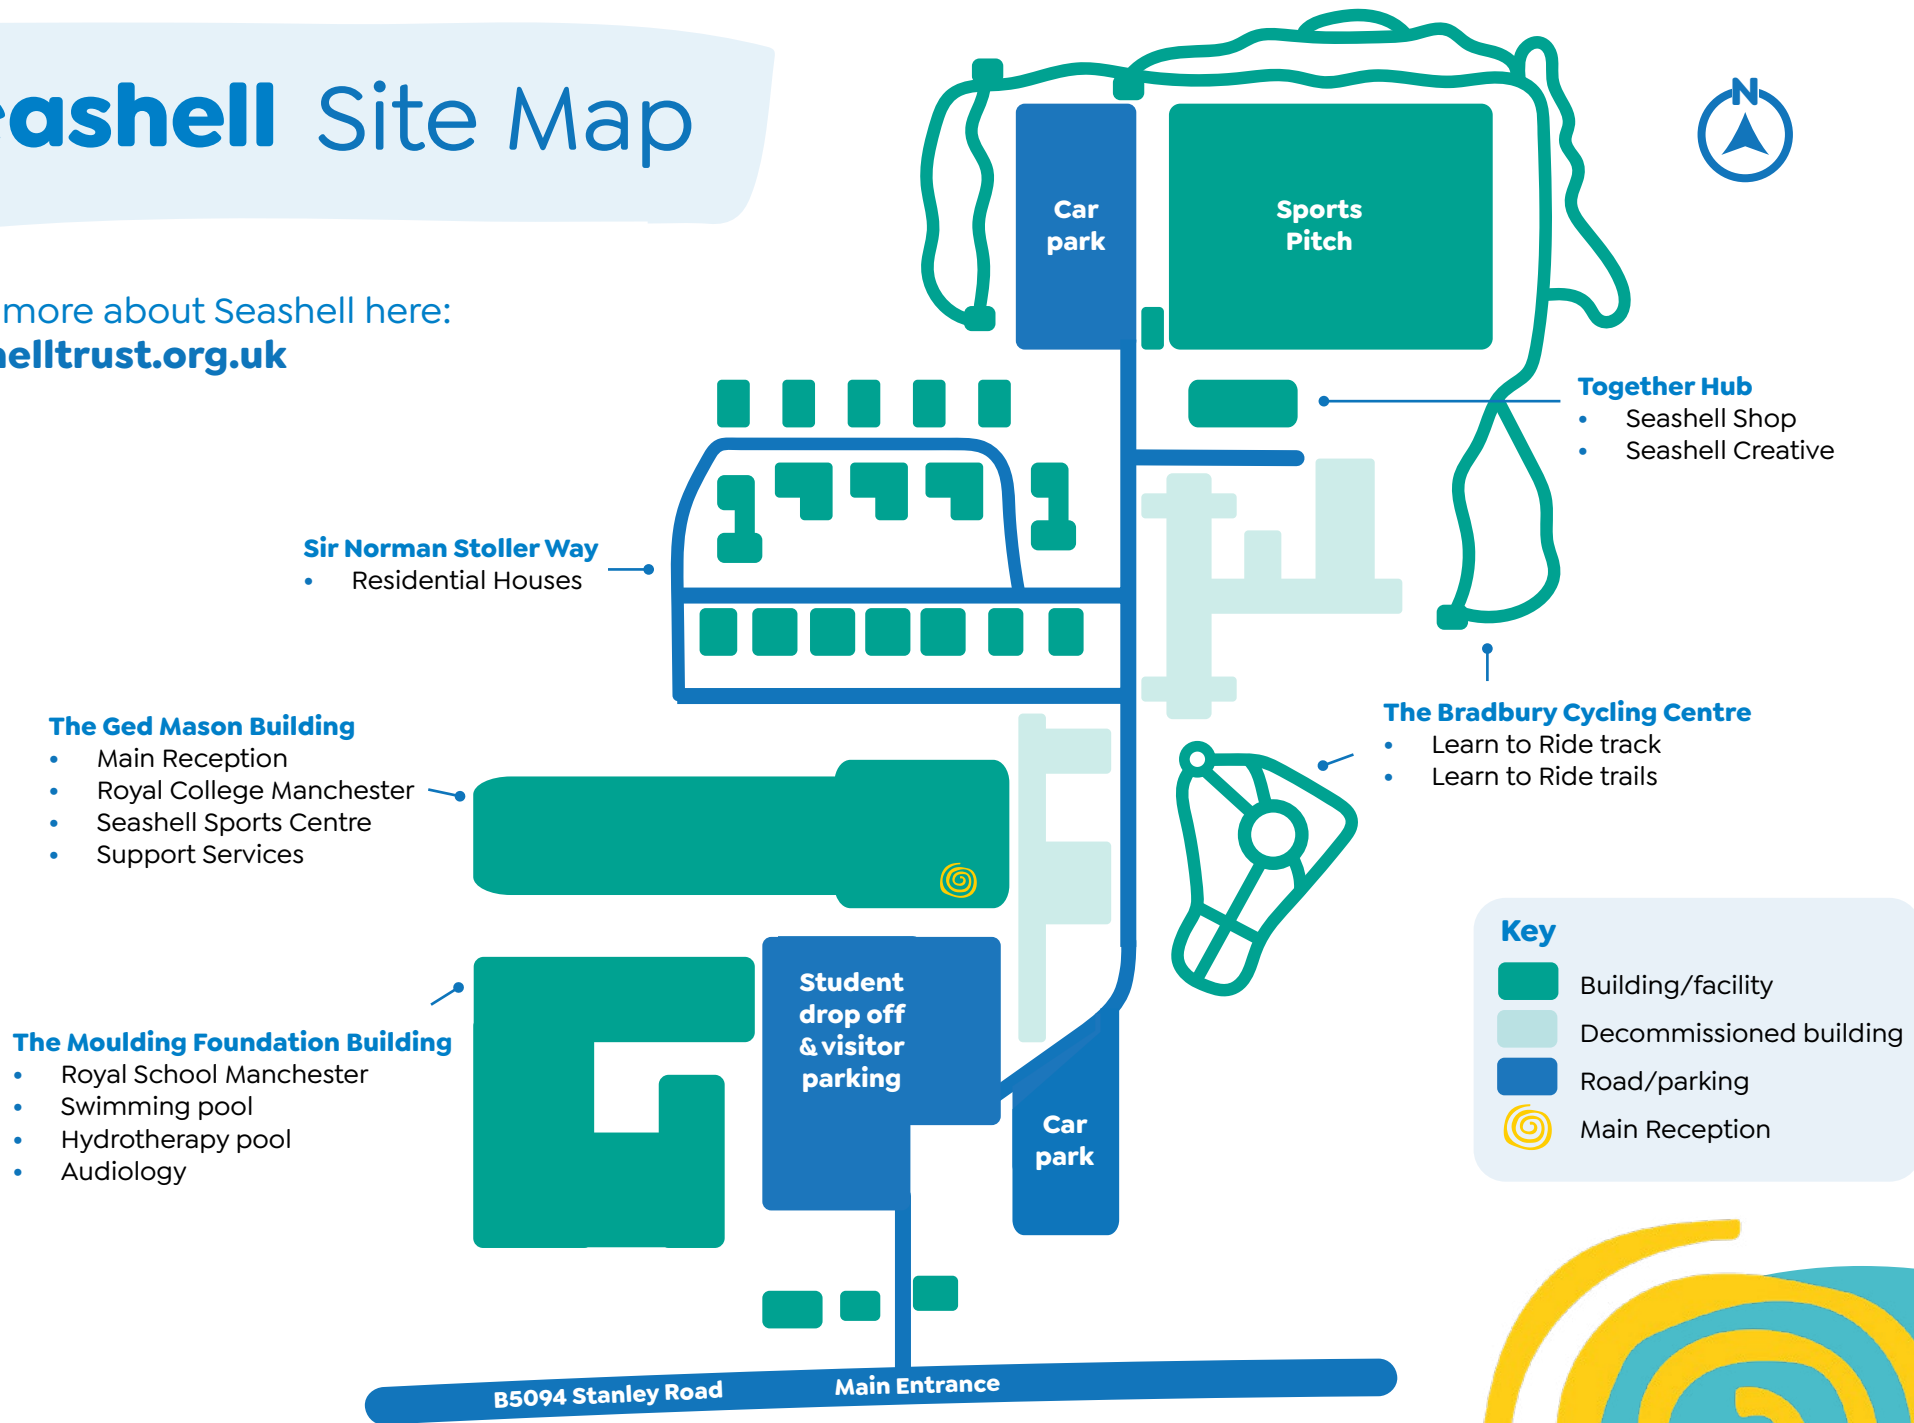 ashell Site Map
N
more about Seashell here:
elltrust.org.uk
Car
park
Sports
Pitch
Together Hub
• Seashell Shop
• Seashell Creative
Sir Norman Stoller Way
• Residential Houses
The Ged Mason Building
• Main Reception
• Royal College Manchester
• Seashell Sports Centre
• Support Services
The Bradbury Cycling Centre
• Learn to Ride track
• Learn to Ride trails
The Moulding Foundation Building
• Royal School Manchester
• Swimming pool
• Hydrotherapy pool
• Audiology
Student
drop off
& visitor
parking
Car
park
Key
Building/facility
Decommissioned building
Road/parking
Main Reception
B5094 Stanley Road
Main Entrance